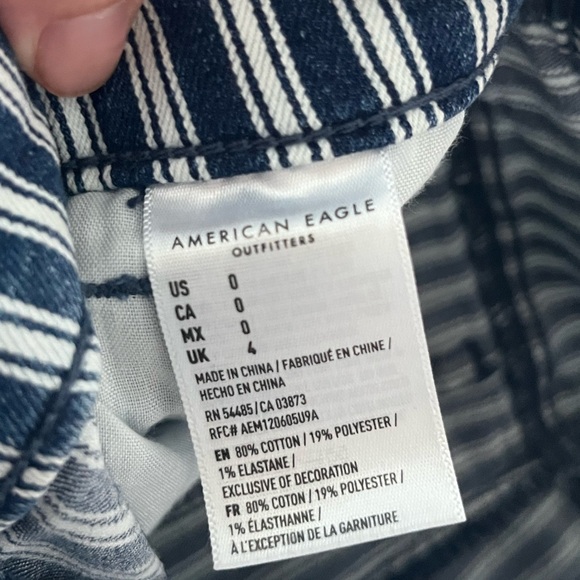 AMERICAN EAGLE
OUTFITTERS
US 0
CA 0
MX 0
UK 4
MADE IN CHINA / FABRIQUÉ EN CHINE /
HECHO EN CHINA
RN 54485 / CA 03873
RFC# AEM120605U9A
EN 80% COTTON / 19% POLYESTER /
1% ELASTANE /
EXCLUSIVE OF DECORATION
FR 80% COTON / 19% POLYESTER /
1% ÉLASTHANNE /
À L'EXCEPTION DE LA GARNITURE